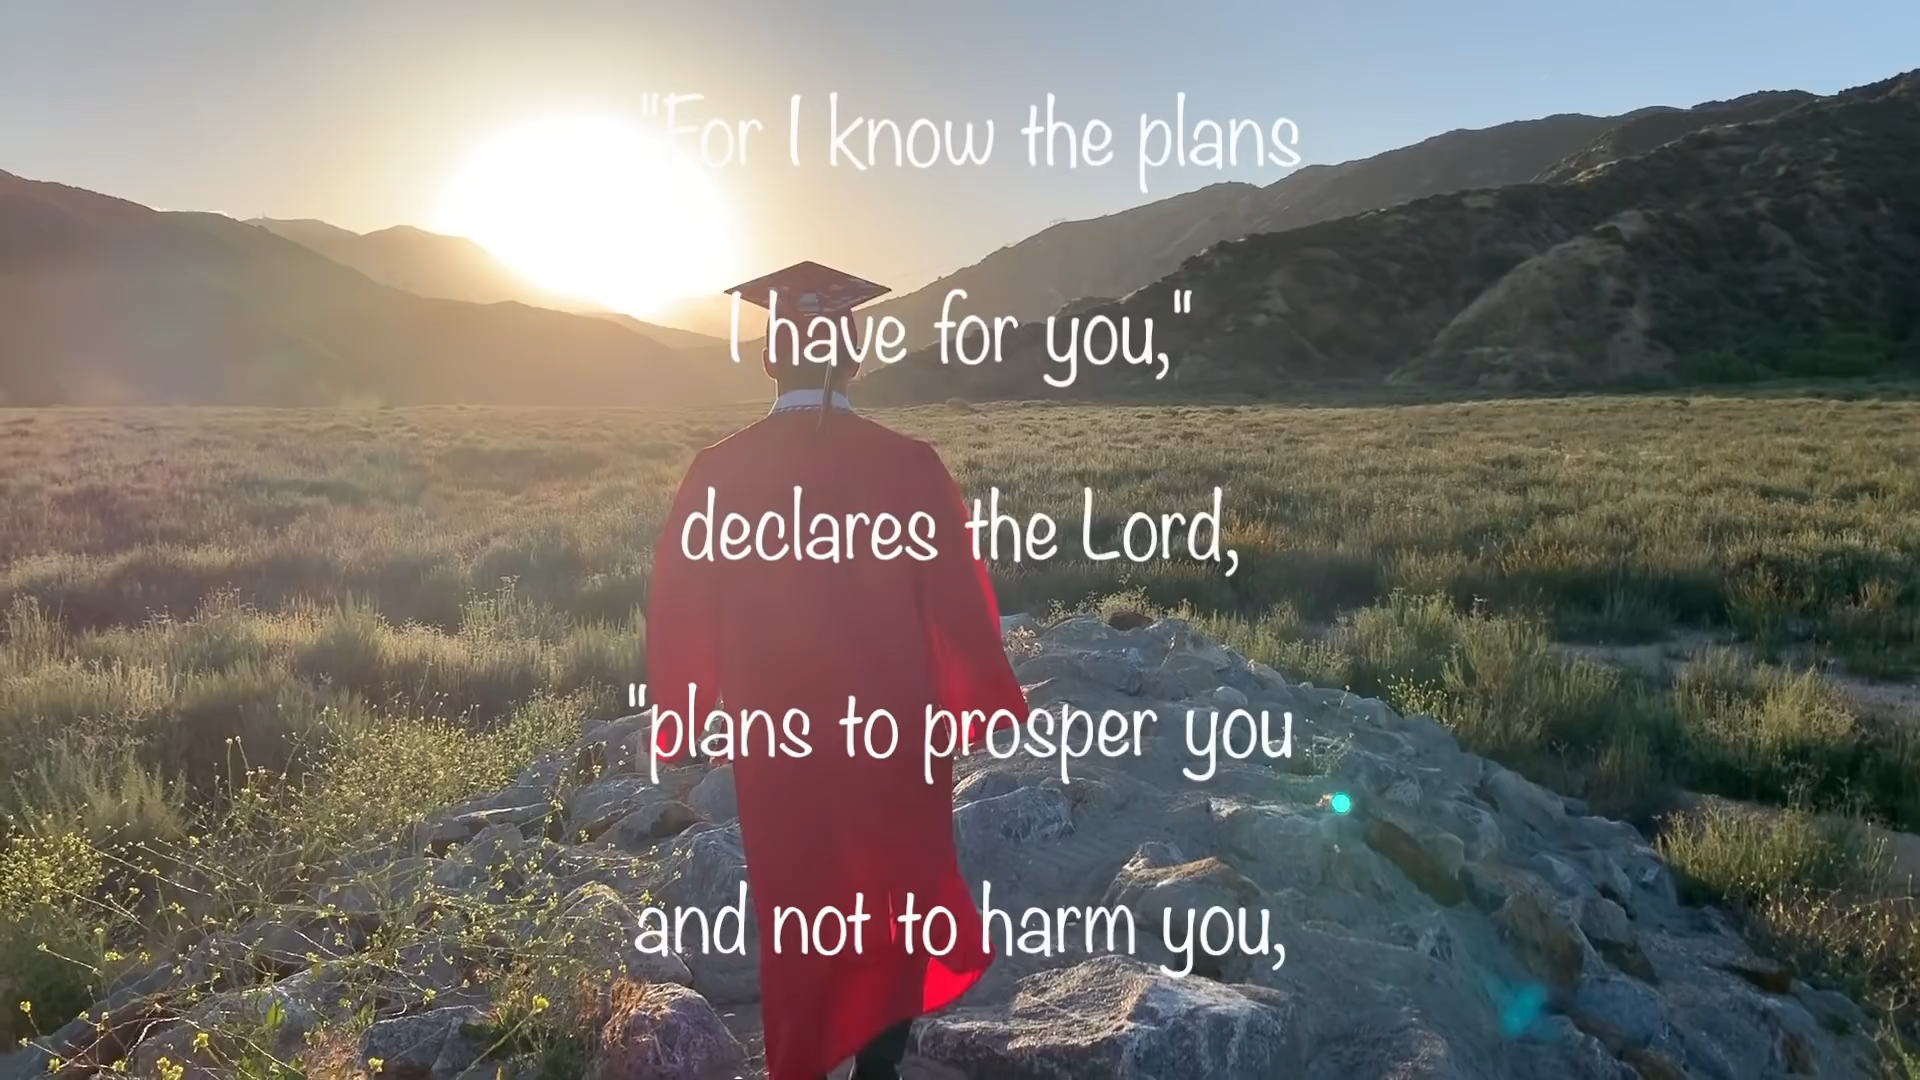 "For I know the plans
I have for you,"
declares the Lord,
"plans to prosper you
and not to harm you,